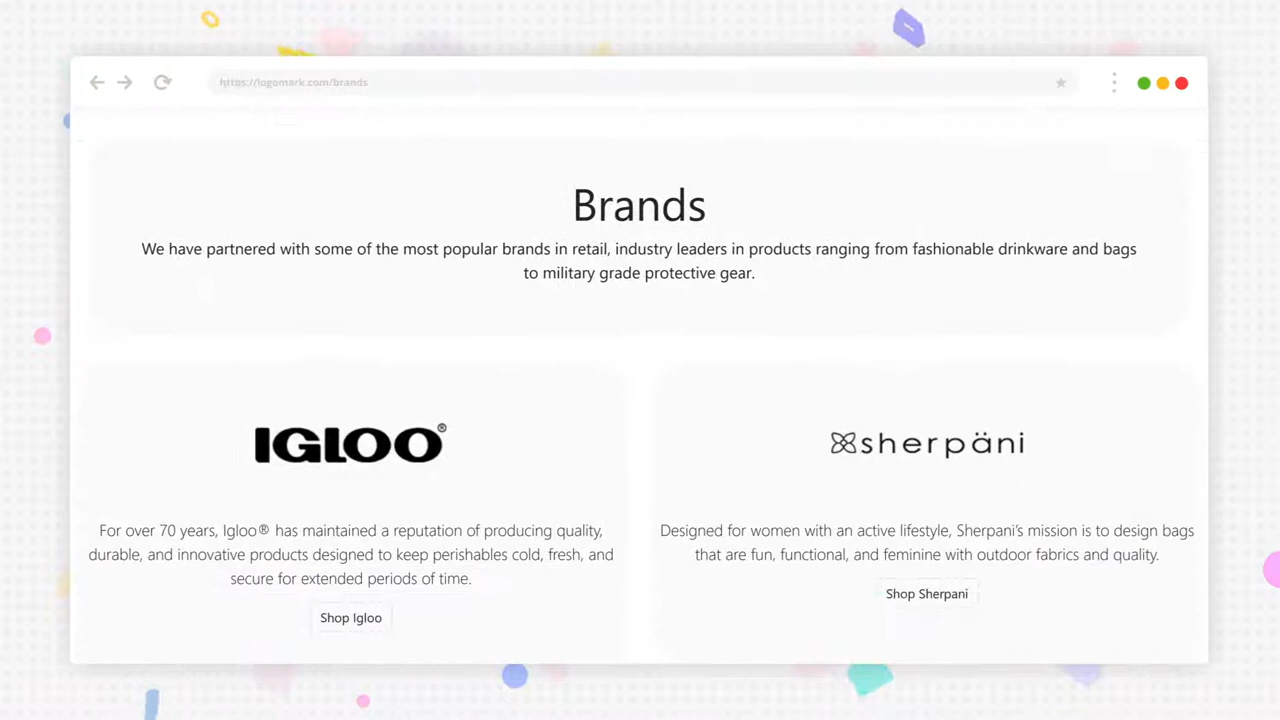 https://logomark.com/brands
Brands
We have partnered with some of the most popular brands in retail, industry leaders in products ranging from fashionable drinkware and bags
to military grade protective gear.
IGLOO®
sherpäni
For over 70 years, Igloo® has maintained a reputation of producing quality,
durable, and innovative products designed to keep perishables cold, fresh, and
secure for extended periods of time.
Shop Igloo
Designed for women with an active lifestyle, Sherpani’s mission is to design bags
that are fun, functional, and feminine with outdoor fabrics and quality.
Shop Sherpani